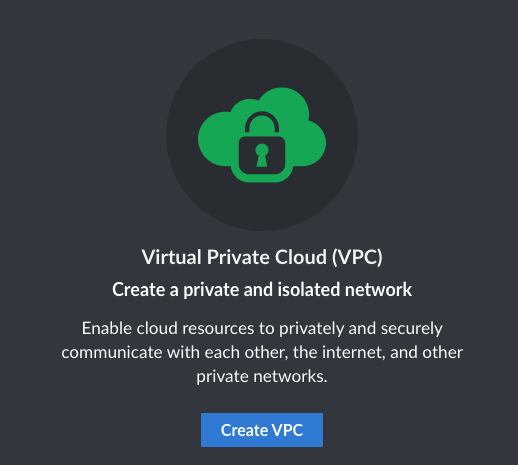 Virtual Private Cloud (VPC)
Create a private and isolated network
Enable cloud resources to privately and securely
communicate with each other, the internet, and other
private networks.
Create VPC